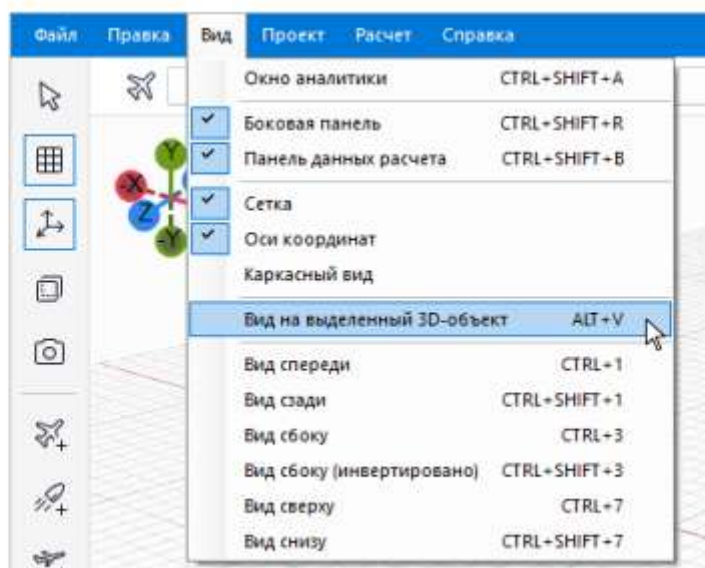 Файл Правка Вид Проект Расчет Справка
Окно аналитики CTRL+SHIFT+A
Боковая панель CTRL+SHIFT+R
Панель данных расчета CTRL+SHIFT+B
Сетка
Оси координат
Каркасный вид
Вид на выделенный 3D-объект ALT+V
Вид спереди CTRL+1
Вид сзади CTRL+SHIFT+1
Вид сбоку CTRL+3
Вид сбоку (инвертировано) CTRL+SHIFT+3
Вид сверху CTRL+7
Вид снизу CTRL+SHIFT+7
Y
-X
Z
-Y